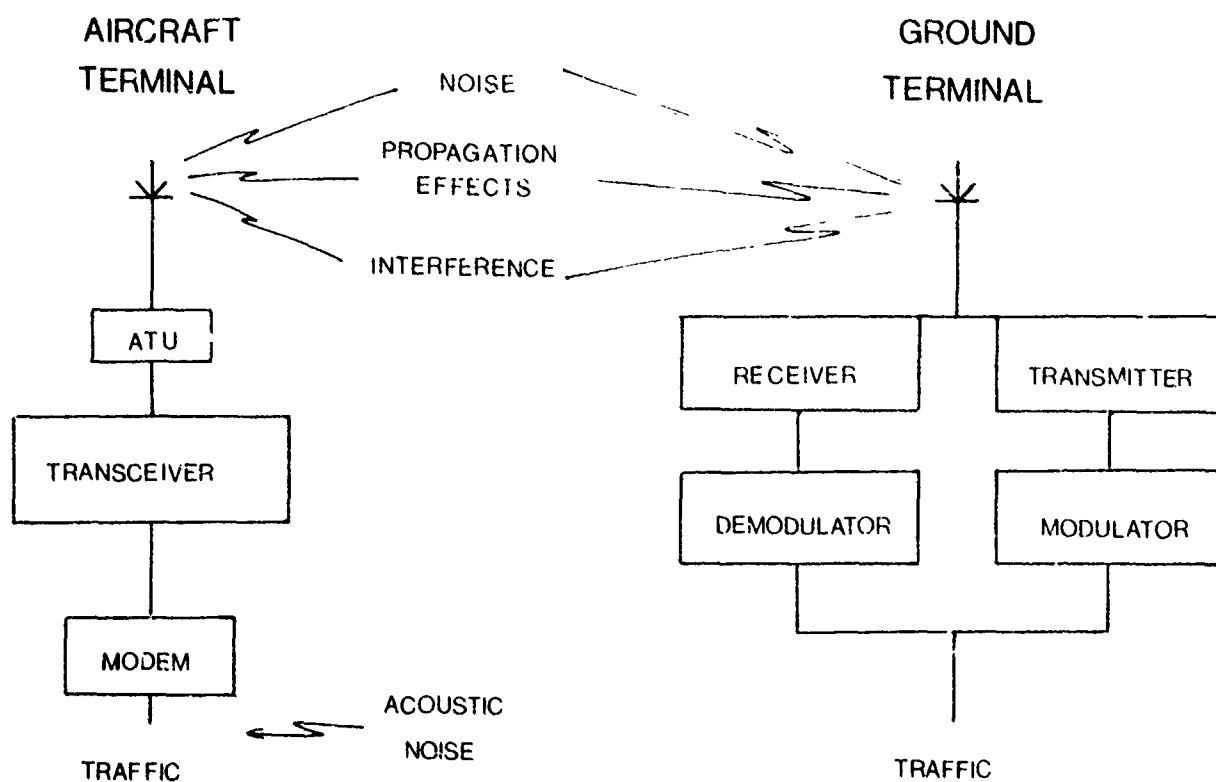 AIRCRAFT
TERMINAL
GROUND
TERMINAL
NOISE
PROPAGATION
EFFECTS
INTERFERENCE
ATU
TRANSCEIVER
MODEM
ACOUSTIC
NOISE
TRAFFIC
RECEIVER
TRANSMITTER
DEMODULATOR
MODULATOR
TRAFFIC